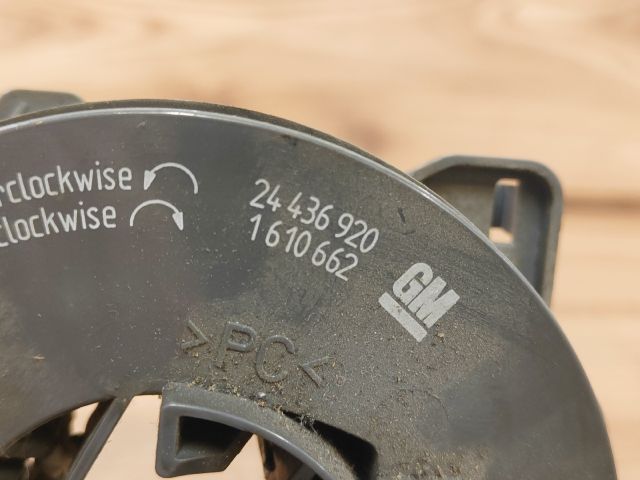 rclockwise
clockwise
24 436 920
1 610 662
GM
>PC<